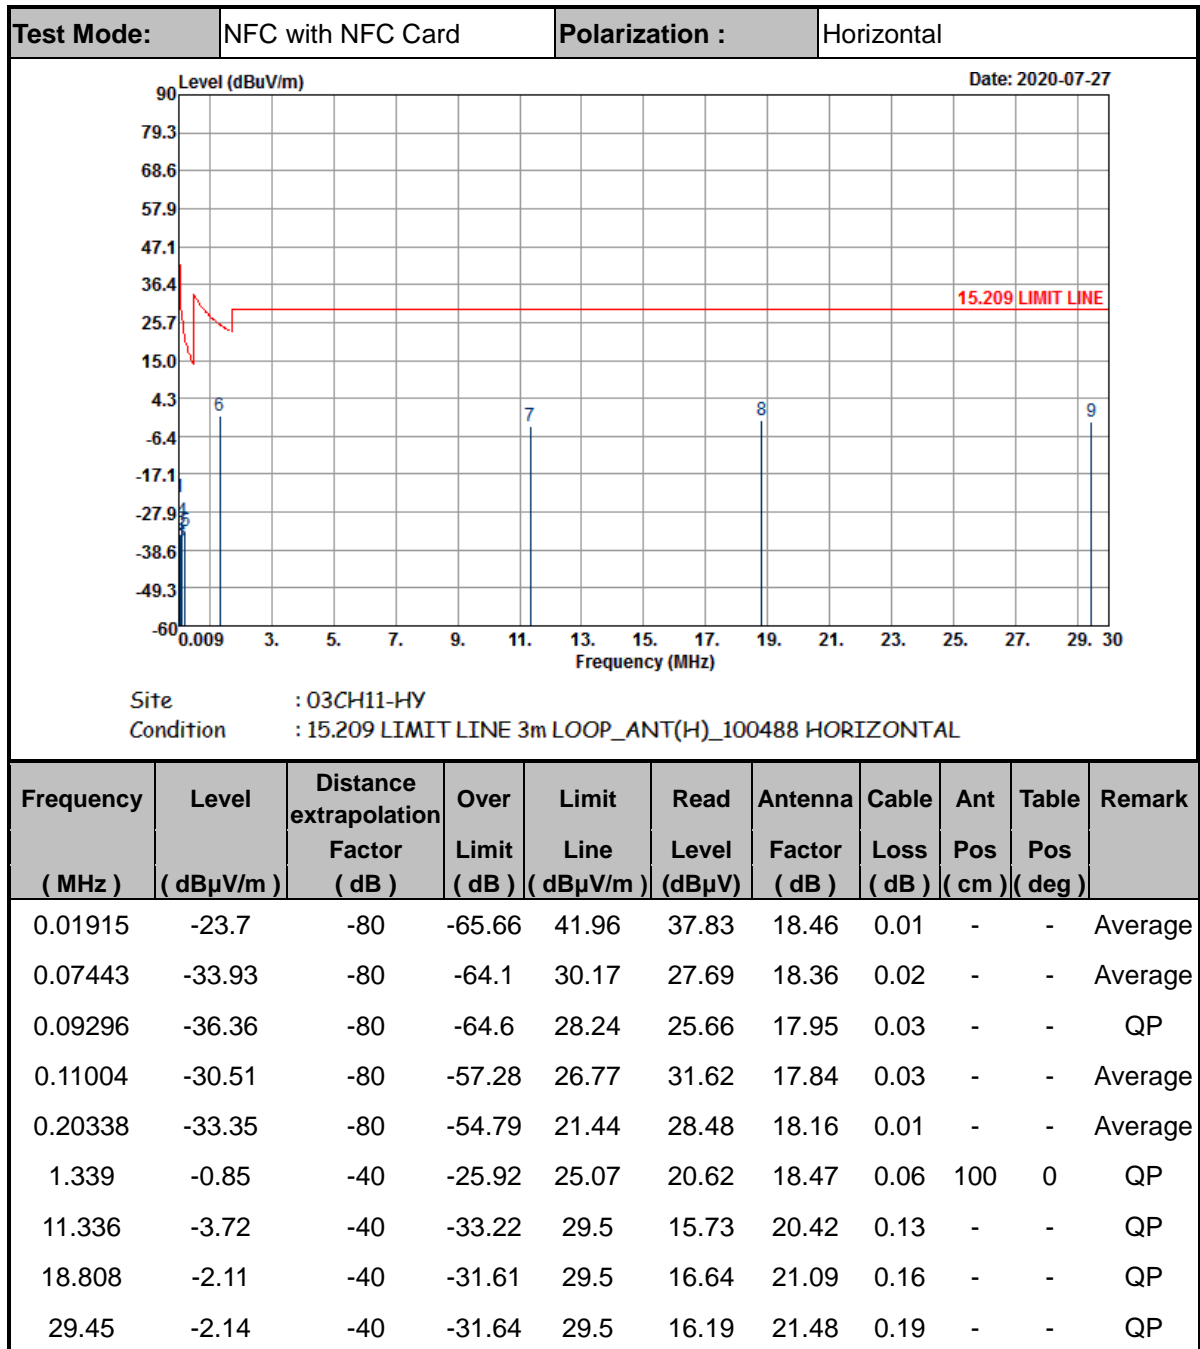 Test Mode: NFC with NFC Card Polarization : Horizontal
Level (dBuV/m) Date: 2020-07-27
90
79.3
68.6
57.9
47.1
36.4
15.209 LIMIT LINE
25.7
15.0
4.3
6 7 8 9
-6.4
-17.1
-27.9
-38.6
-49.3
-60
0.009 3. 5. 7. 9. 11. 13. 15. 17. 19. 21. 23. 25. 27. 29. 30
Frequency (MHz)
Site : 03CH11-HY
Condition : 15.209 LIMIT LINE 3m LOOP_ANT(H)_100488 HORIZONTAL
Frequency Level Distance extrapolation Over Limit Read Antenna Cable Ant Table Remark
Factor Limit Line Level Factor Loss Pos Pos
( MHz ) ( dBµV/m ) ( dB ) ( dB ) ( dBµV/m ) (dBµV) ( dB ) ( dB ) ( cm ) ( deg )
0.01915 -23.7 -80 -65.66 41.96 37.83 18.46 0.01 - - Average
0.07443 -33.93 -80 -64.1 30.17 27.69 18.36 0.02 - - Average
0.09296 -36.36 -80 -64.6 28.24 25.66 17.95 0.03 - - QP
0.11004 -30.51 -80 -57.28 26.77 31.62 17.84 0.03 - - Average
0.20338 -33.35 -80 -54.79 21.44 28.48 18.16 0.01 - - Average
1.339 -0.85 -40 -25.92 25.07 20.62 18.47 0.06 100 0 QP
11.336 -3.72 -40 -33.22 29.5 15.73 20.42 0.13 - - QP
18.808 -2.11 -40 -31.61 29.5 16.64 21.09 0.16 - - QP
29.45 -2.14 -40 -31.64 29.5 16.19 21.48 0.19 - - QP